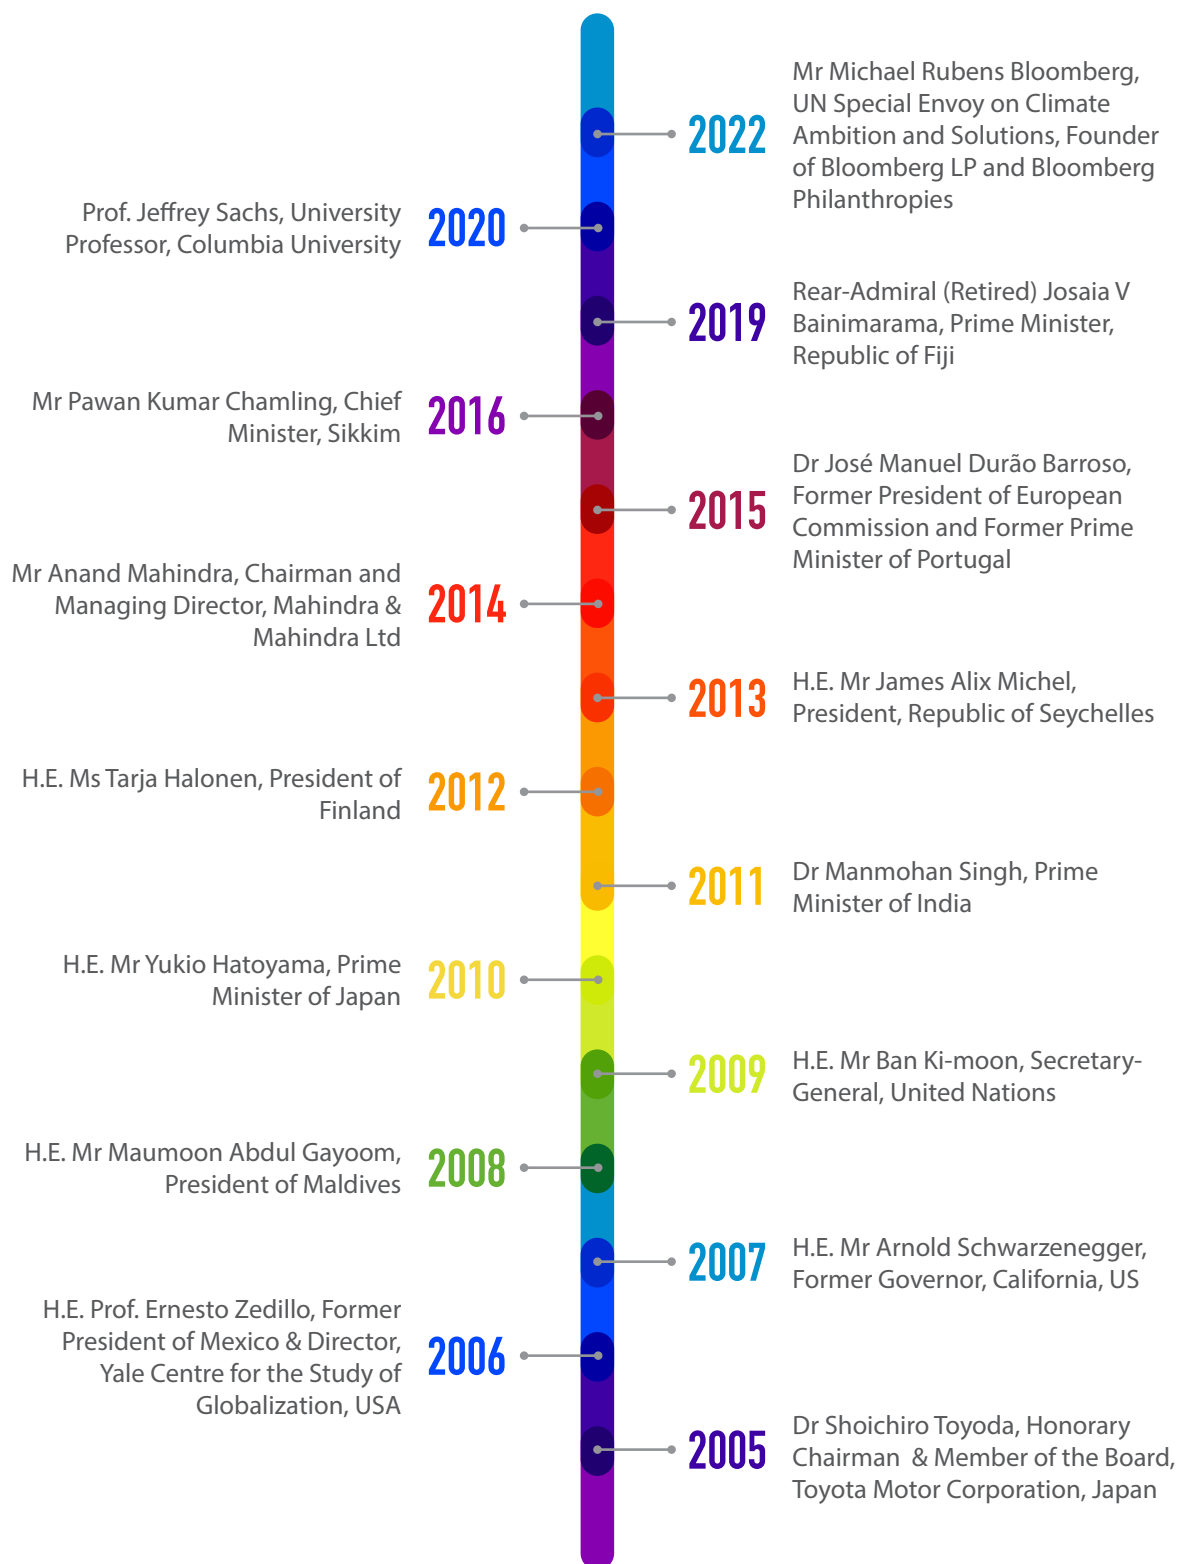 2022
Mr Michael Rubens Bloomberg,
UN Special Envoy on Climate
Ambition and Solutions, Founder
of Bloomberg LP and Bloomberg
Philanthropies
Prof. Jeffrey Sachs, University
Professor, Columbia University
2020
2019
Rear-Admiral (Retired) Josaia V
Bainimarama, Prime Minister,
Republic of Fiji
Mr Pawan Kumar Chamling, Chief
Minister, Sikkim
2016
2015
Dr José Manuel Durão Barroso,
Former President of European
Commission and Former Prime
Minister of Portugal
Mr Anand Mahindra, Chairman and
Managing Director, Mahindra &
Mahindra Ltd
2014
2013
H.E. Mr James Alix Michel,
President, Republic of Seychelles
H.E. Ms Tarja Halonen, President of
Finland
2012
2011
Dr Manmohan Singh, Prime
Minister of India
H.E. Mr Yukio Hatoyama, Prime
Minister of Japan
2010
2009
H.E. Mr Ban Ki-moon, Secretary-
General, United Nations
H.E. Mr Maumoon Abdul Gayoom,
President of Maldives
2008
2007
H.E. Mr Arnold Schwarzenegger,
Former Governor, California, US
H.E. Prof. Ernesto Zedillo, Former
President of Mexico & Director,
Yale Centre for the Study of
Globalization, USA
2006
2005
Dr Shoichiro Toyoda, Honorary
Chairman & Member of the Board,
Toyota Motor Corporation, Japan